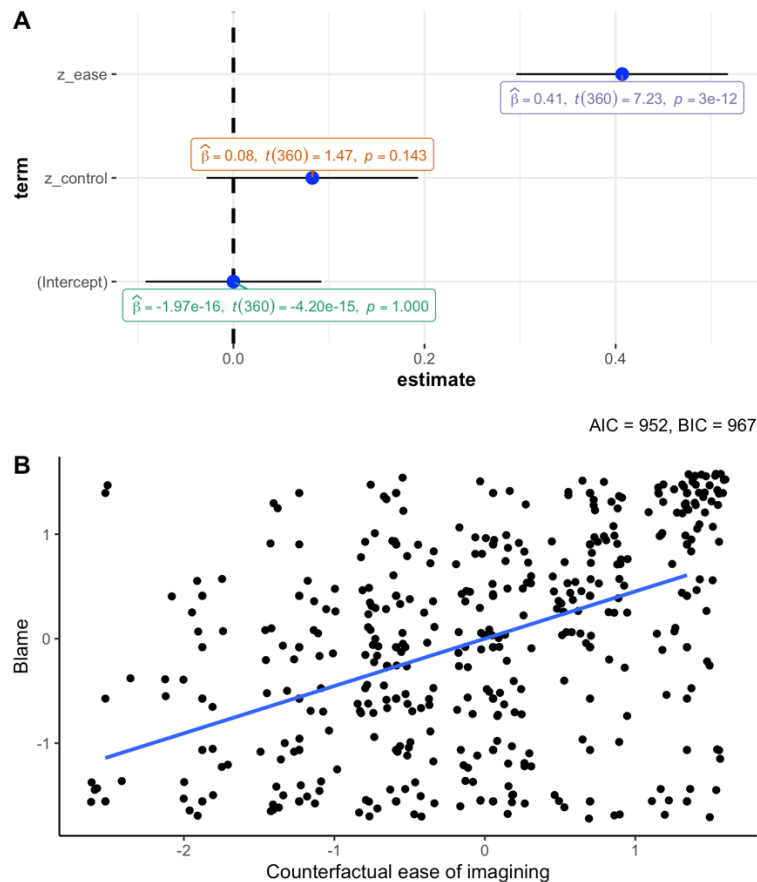 A
z_ease
β̂ = 0.41, t(360) = 7.23, p = 3e-12
β̂ = 0.08, t(360) = 1.47, p = 0.143
z_control
term
(Intercept)
β̂ = -1.97e-16, t(360) = -4.20e-15, p = 1.000
0.0 0.2 0.4
estimate
AIC = 952, BIC = 967
B
1
0
-1
Blame
-2 -1 0 1
Counterfactual ease of imagining